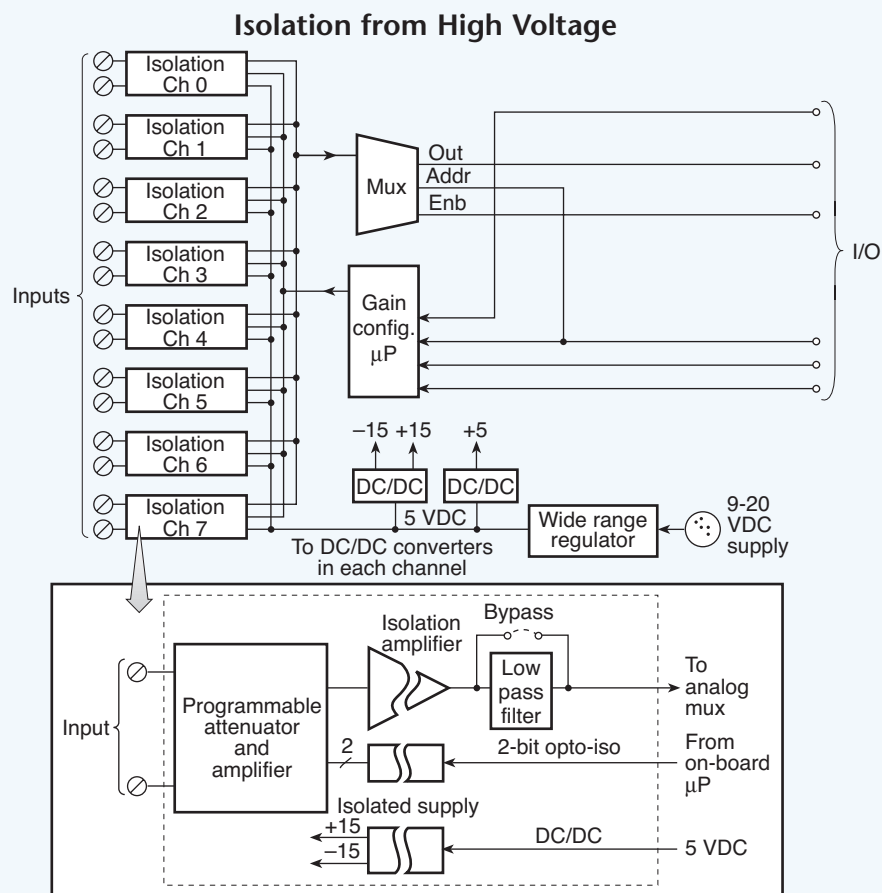 Isolation from High Voltage
Isolation
Ch 0
Isolation
Ch 1
Isolation
Ch 2
Isolation
Ch 3
Isolation
Ch 4
Isolation
Ch 5
Isolation
Ch 6
Isolation
Ch 7
Inputs
Mux
Out
Addr
Enb
I/O
Gain
config.
µP
–15 +15
+5
DC/DC
DC/DC
5 VDC
To DC/DC converters
in each channel
Wide range
regulator
9-20
VDC
supply
Input
Programmable
attenuator
and
amplifier
Isolation
amplifier
Bypass
Low
pass
filter
To
analog
mux
2
2-bit opto-iso
From
on-board
µP
Isolated supply
+15
–15
DC/DC
5 VDC